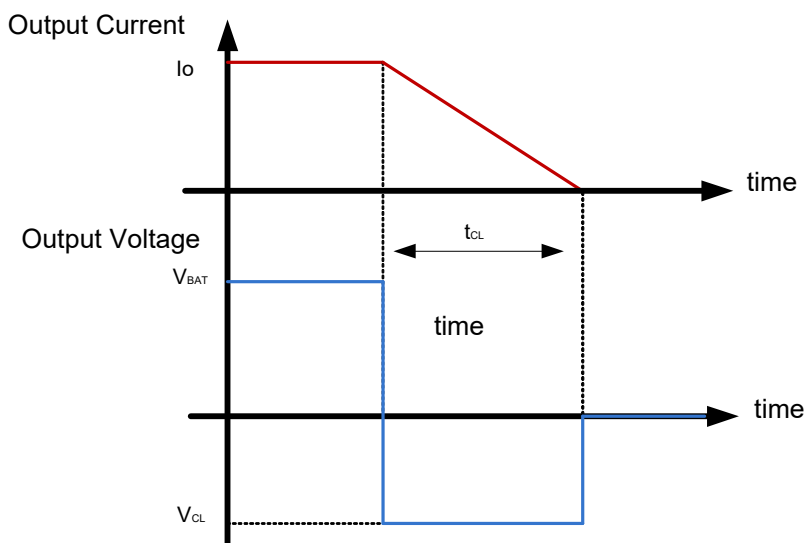 Output Current
Io
time
Output Voltage
tCL
VBAT
time
time
VCL